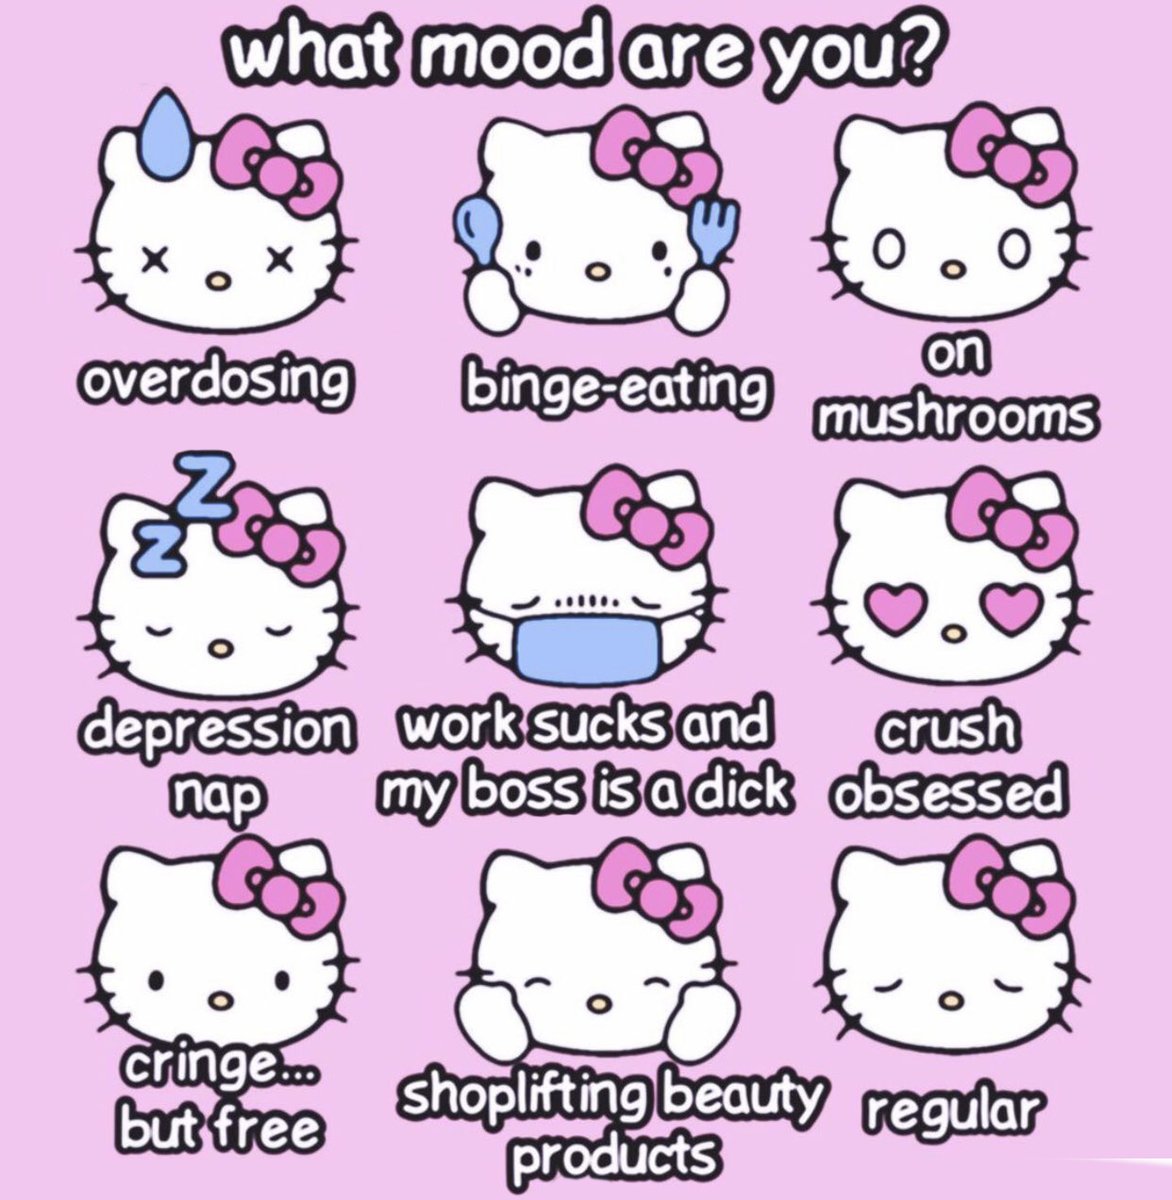 what mood are you?
overdosing
binge-eating
on
mushrooms
Z
z
depression
nap
work sucks and
my boss is a dick
crush
obsessed
cringe...
but free
shoplifting beauty
products
regular